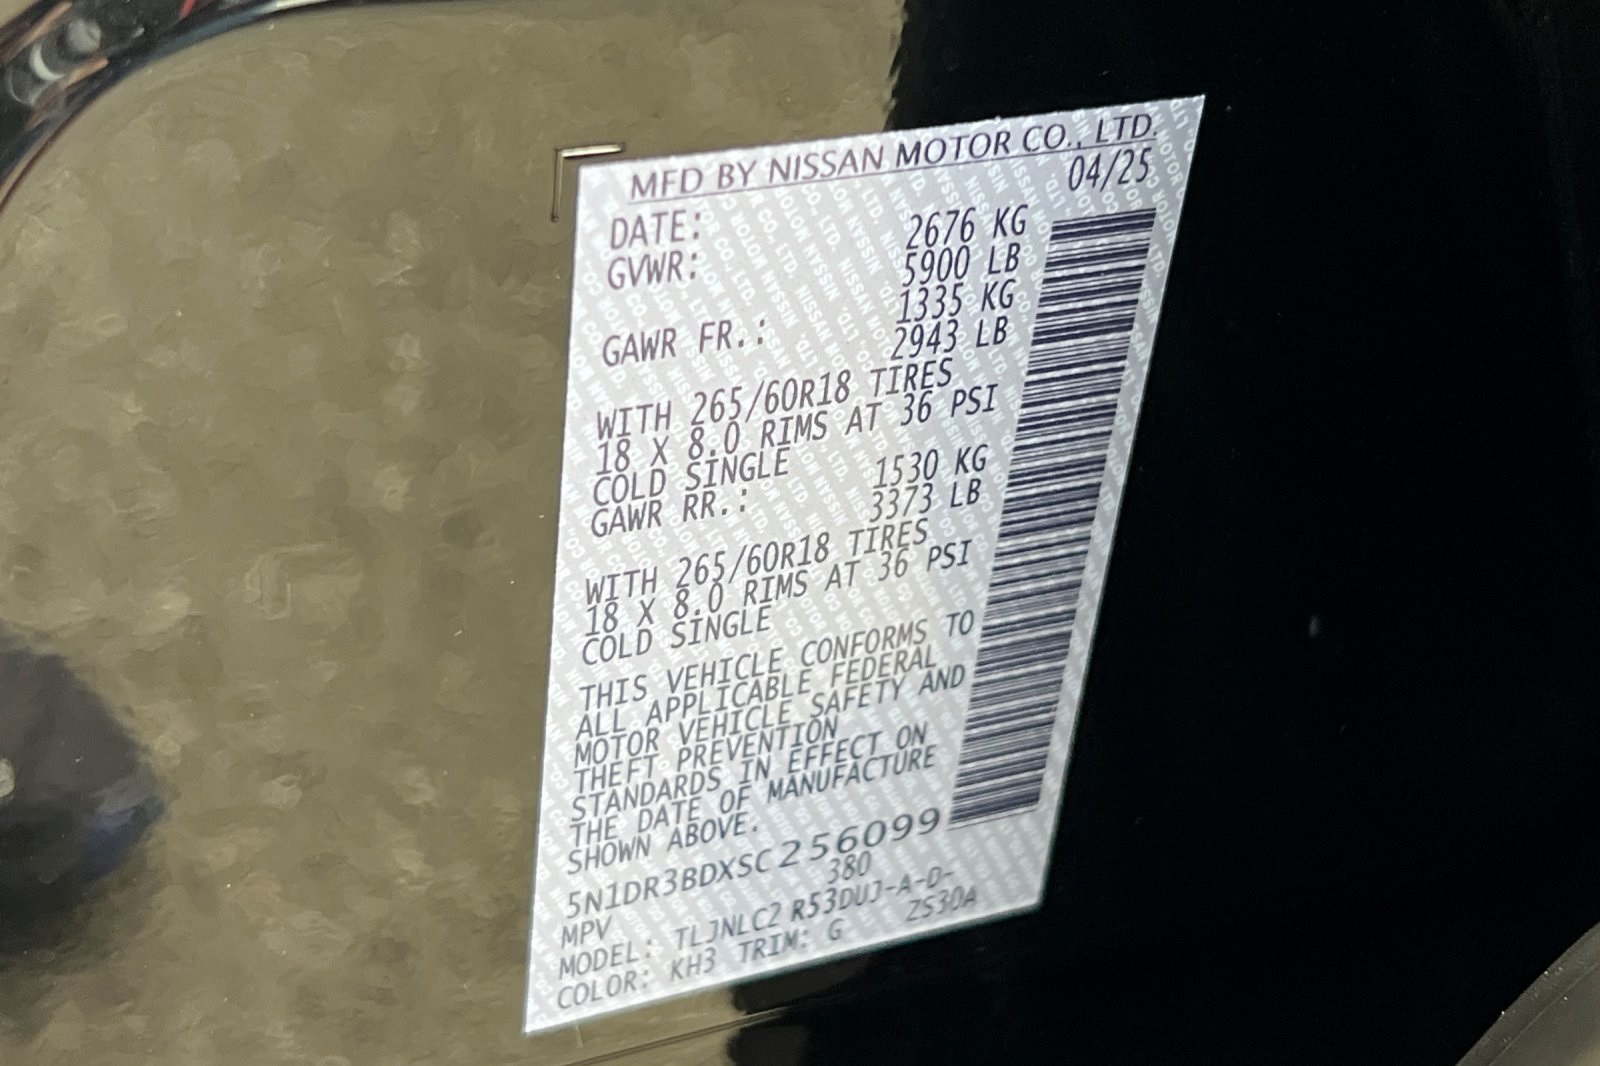 MFD BY NISSAN MOTOR CO., LTD.
DATE: 04/25
GVWR: 2676 KG
5900 LB
GAWR FR.: 1335 KG
2943 LB
WITH 265/60R18 TIRES
18 X 8.0 RIMS AT 36 PSI
COLD SINGLE
GAWR RR.: 1530 KG
3373 LB
WITH 265/60R18 TIRES
18 X 8.0 RIMS AT 36 PSI
COLD SINGLE
THIS VEHICLE CONFORMS TO
ALL APPLICABLE FEDERAL
MOTOR VEHICLE SAFETY AND
THEFT PREVENTION
STANDARDS IN EFFECT ON
THE DATE OF MANUFACTURE
SHOWN ABOVE.
5N1DR3BDXSC256099
MPV 380
MODEL: TLJNLC2 R53DUJ-A-D-
COLOR: KH3 TRIM: G ZS30A